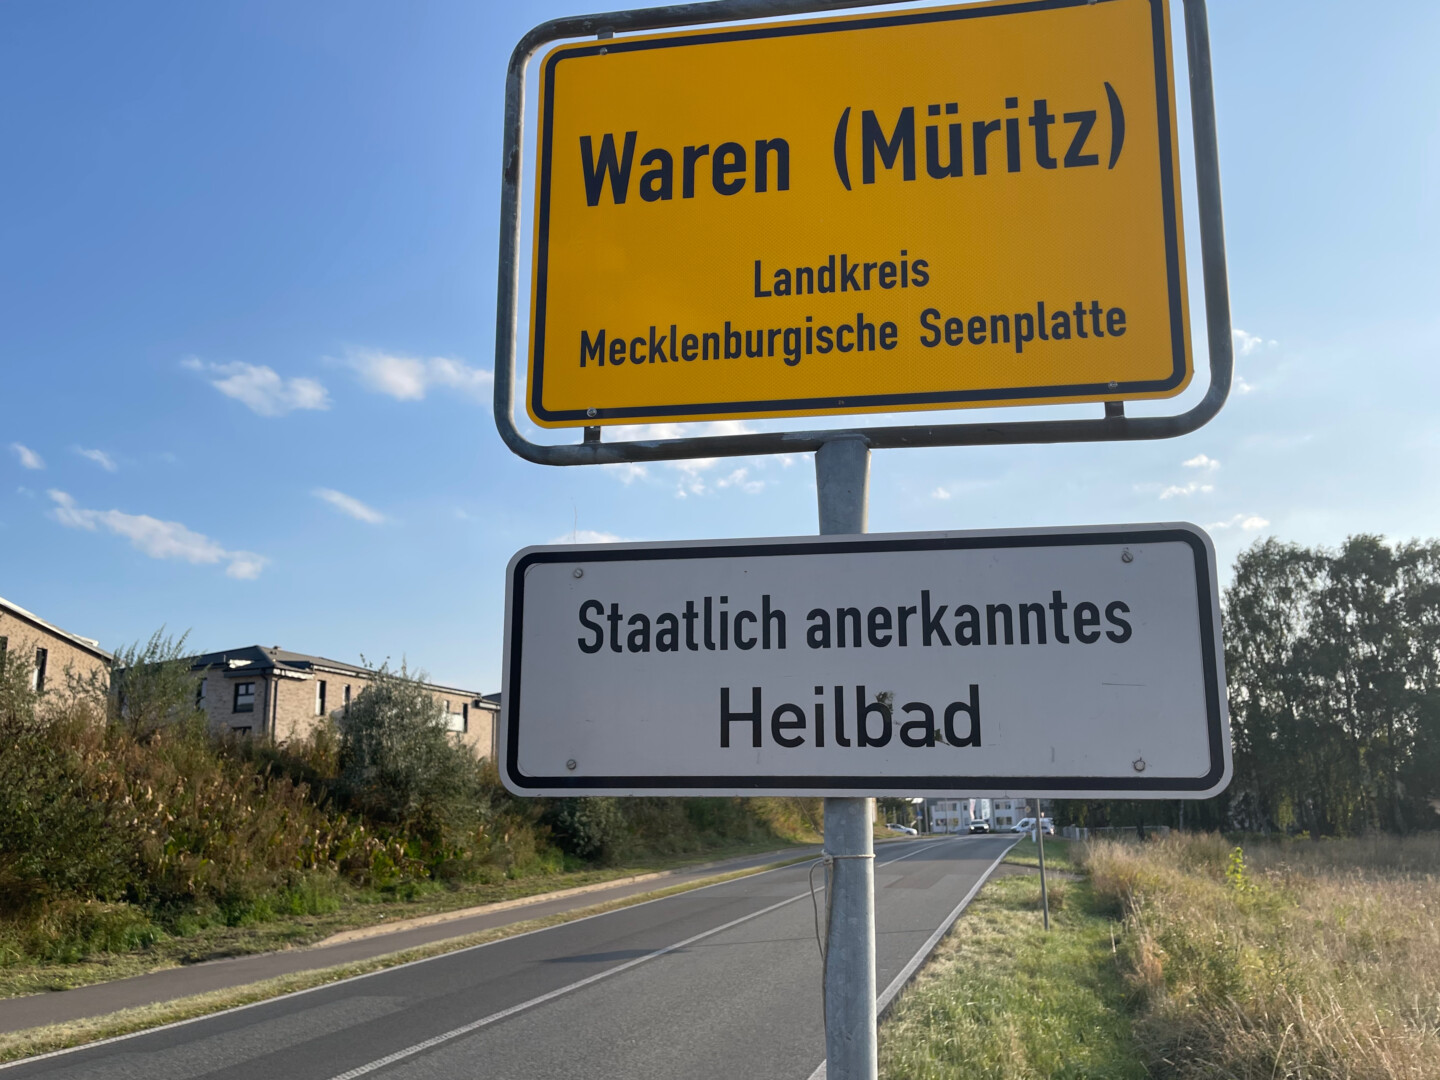 Waren (Müritz)
Landkreis
Mecklenburgische Seenplatte
Staatlich anerkanntes
Heilbad